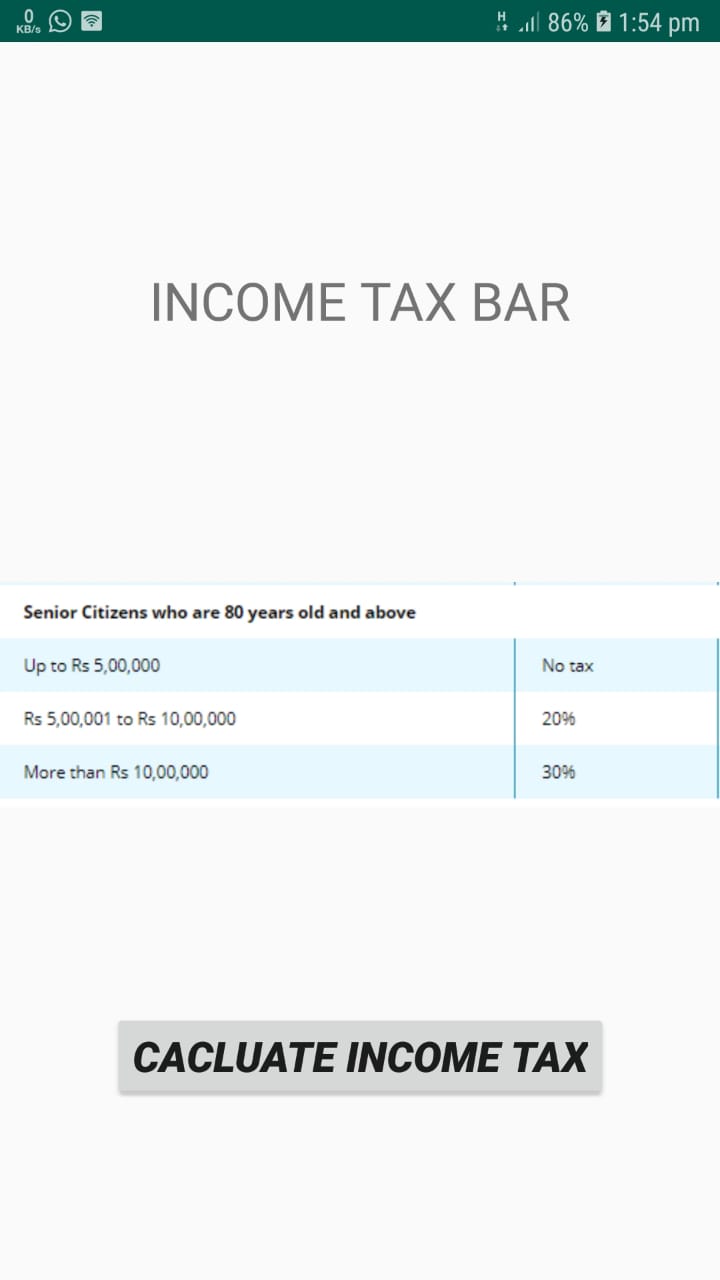 0
KB/s
H
86%
1:54 pm
INCOME TAX BAR
Senior Citizens who are 80 years old and above
Up to Rs 5,00,000 No tax
Rs 5,00,001 to Rs 10,00,000 20%
More than Rs 10,00,000 30%
CACLUATE INCOME TAX